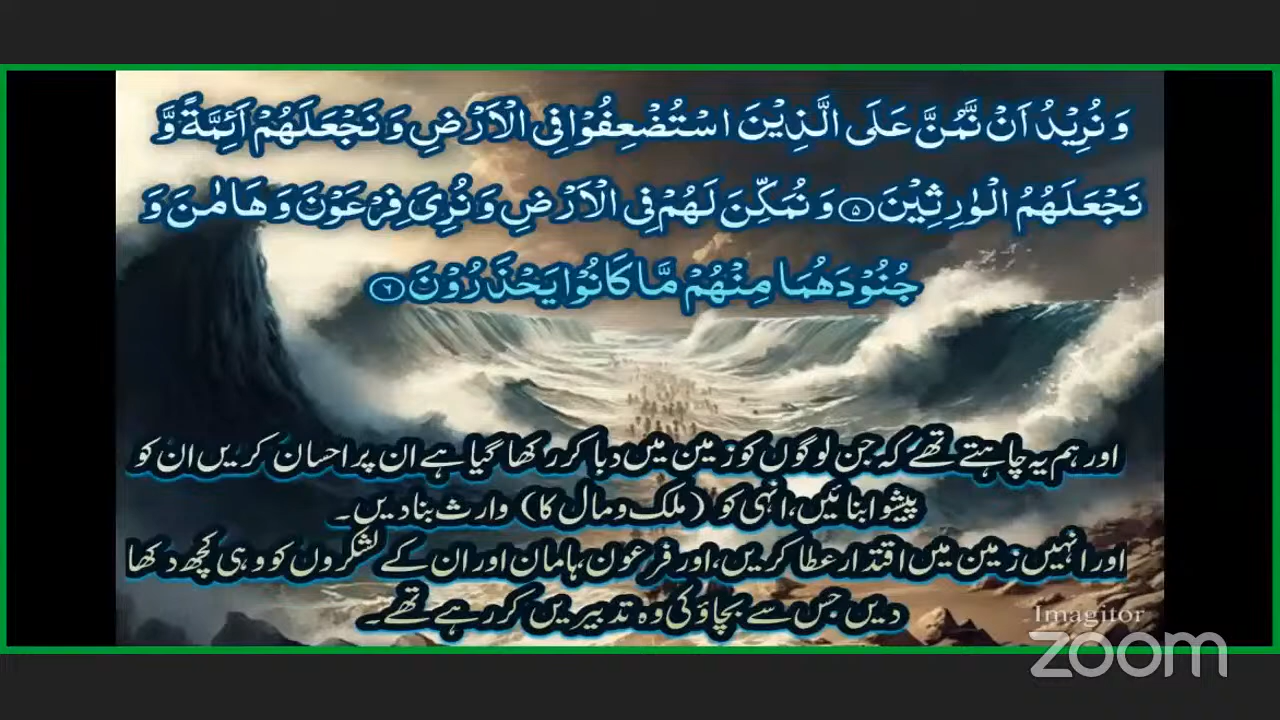 وَ نُرِيْدُ اَنْ نَّمُنَّ عَلَى الَّذِيْنَ اسْتُضْعِفُوْا فِى الْاَرْضِ وَ نَجْعَلَهُمْ اَئِمَّةً وَّ
نَجْعَلَهُمُ الْوٰرِثِيْنَ ۵ وَ نُمَكِّنَ لَهُمْ فِى الْاَرْضِ وَ نُرِىَ فِرْعَوْنَ وَ هَامٰنَ وَ
جُنُوْدَهُمَا مِنْهُمْ مَّا كَانُوْا يَحْذَرُوْنَ ۶
اور ہم یہ چاہتے تھے کہ جن لوگوں کو زمین میں دبا کر رکھا گیا ہے ان پر احسان کریں ان کو
پیشوا بنائیں، انہی کو (ملک و مال کا) وارث بنا دیں۔
اور انہیں زمین میں اقتدار عطا کریں، اور فرعون، ہامان اور ان کے لشکروں کو وہی کچھ دکھا
دیں جس سے بچاؤ کی وہ تدبیریں کر رہے تھے۔
Imagitor
zoom